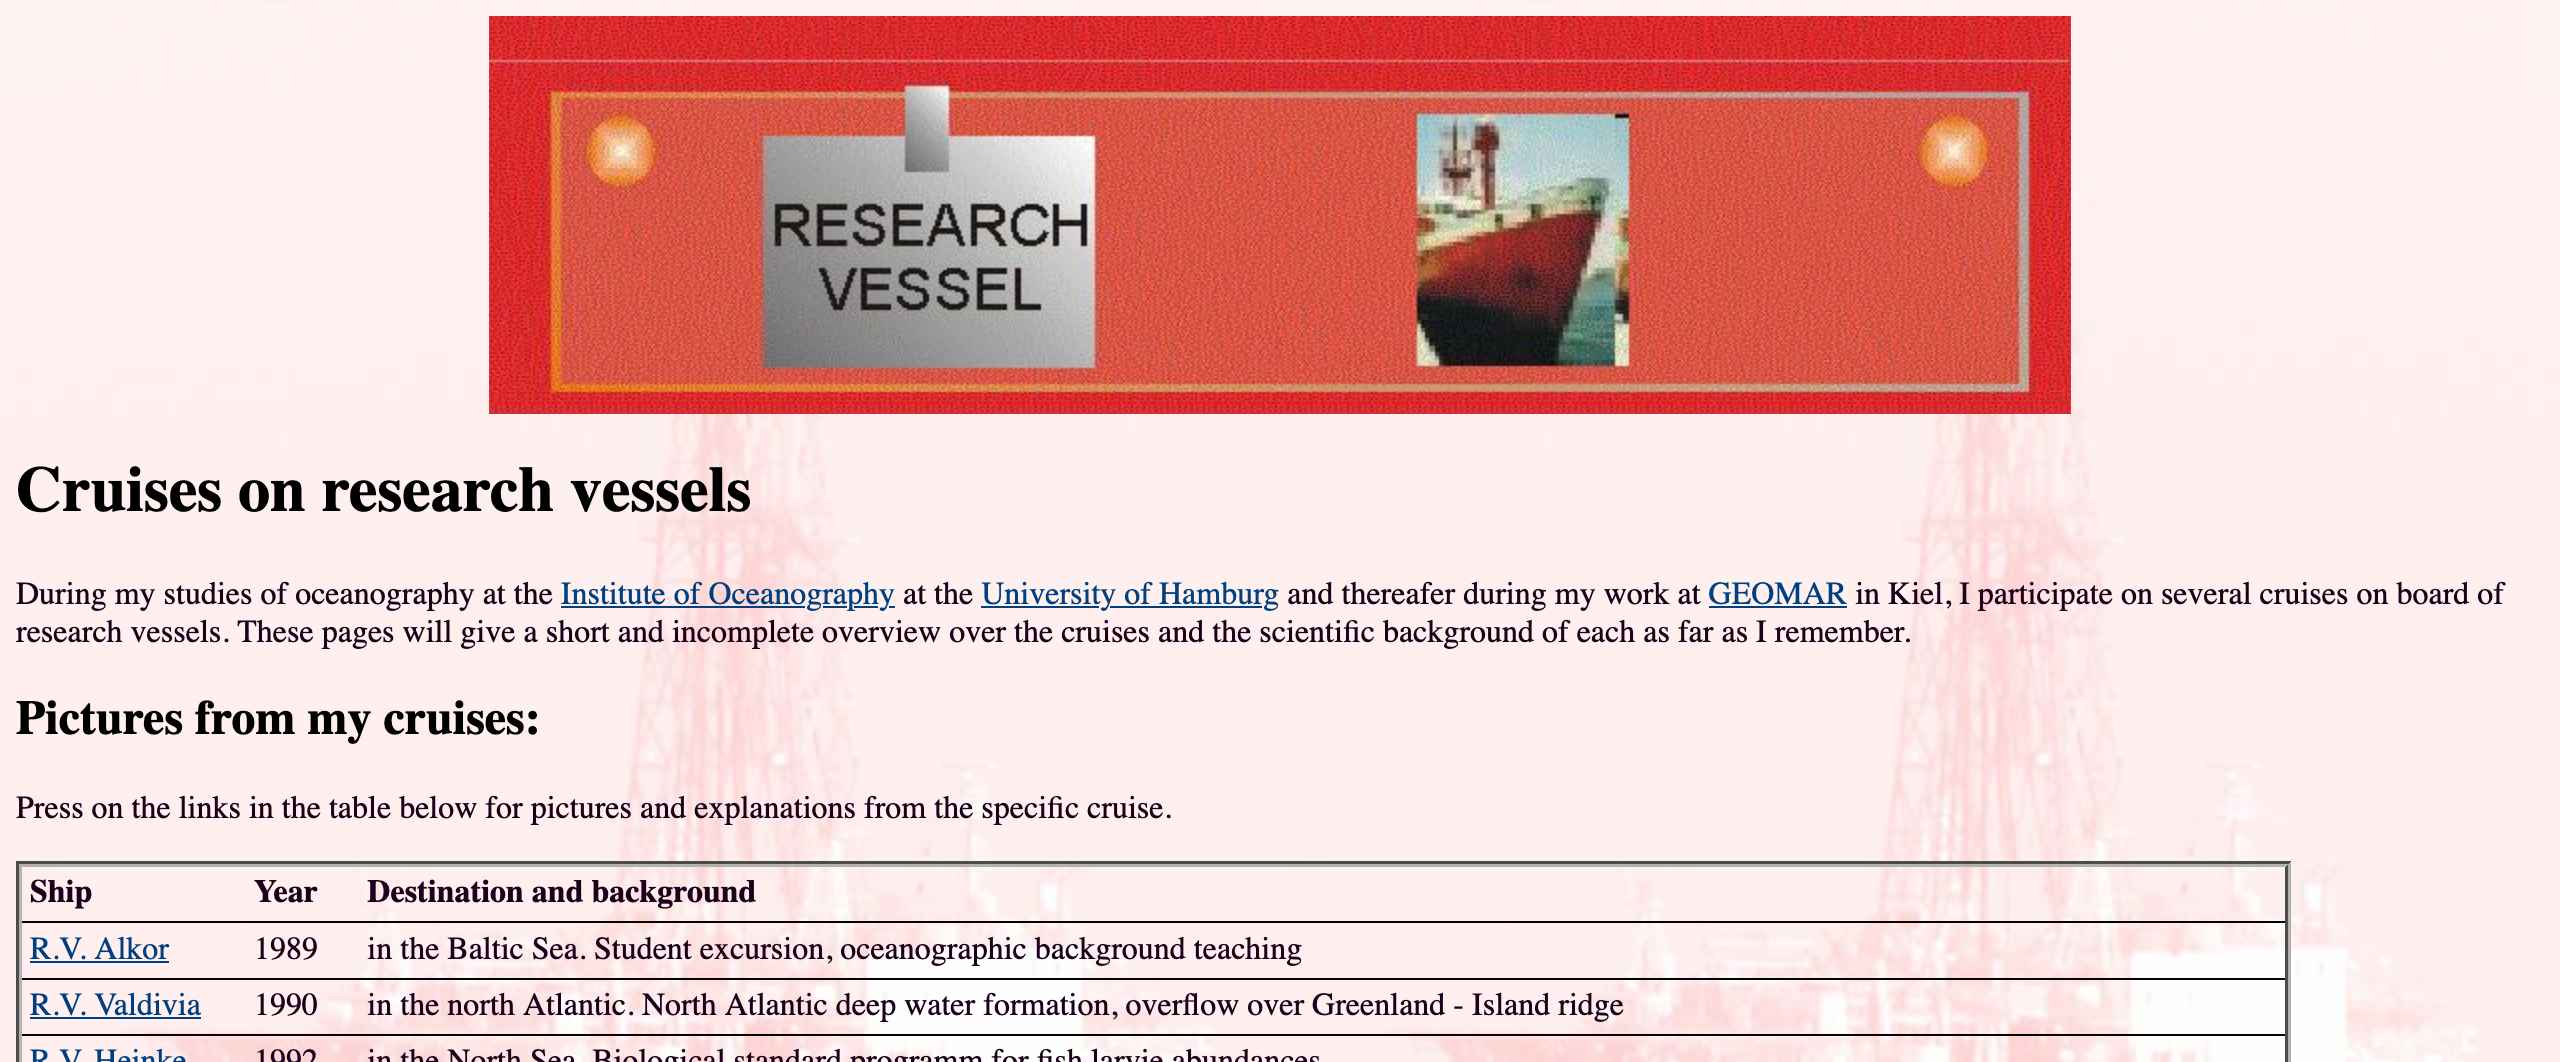 RESEARCH
VESSEL
Cruises on research vessels
During my studies of oceanography at the Institute of Oceanography at the University of Hamburg and thereafer during my work at GEOMAR in Kiel, I participate on several cruises on board of
research vessels. These pages will give a short and incomplete overview over the cruises and the scientific background of each as far as I remember.
Pictures from my cruises:
Press on the links in the table below for pictures and explanations from the specific cruise.
Ship Year Destination and background
R.V. Alkor 1989 in the Baltic Sea. Student excursion, oceanographic background teaching
R.V. Valdivia 1990 in the north Atlantic. North Atlantic deep water formation, overflow over Greenland - Island ridge
R.V. Heinke 1992 in the North Sea. Biological standard programm for fish larvie abundances